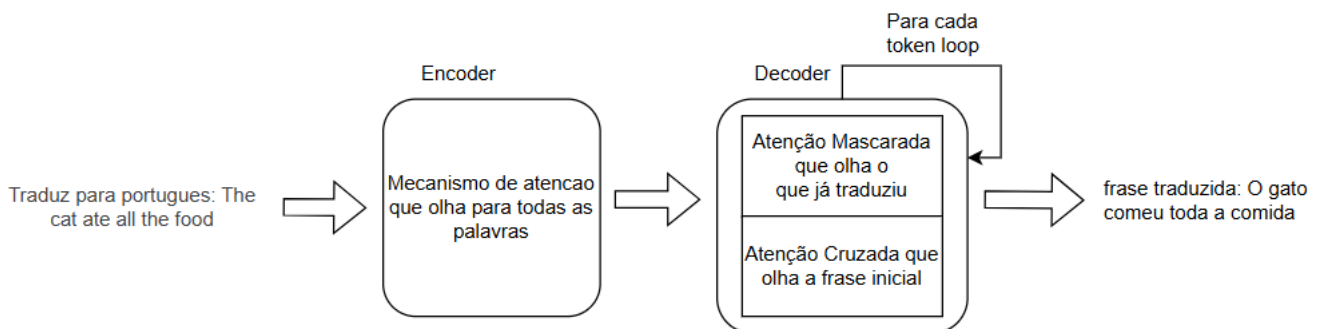 Para cada
token loop
Encoder
Decoder
Traduz para portugues: The
cat ate all the food
Mecanismo de atencao
que olha para todas as
palavras
Atenção Mascarada
que olha o
que já traduziu
Atenção Cruzada que
olha a frase inicial
frase traduzida: O gato
comeu toda a comida